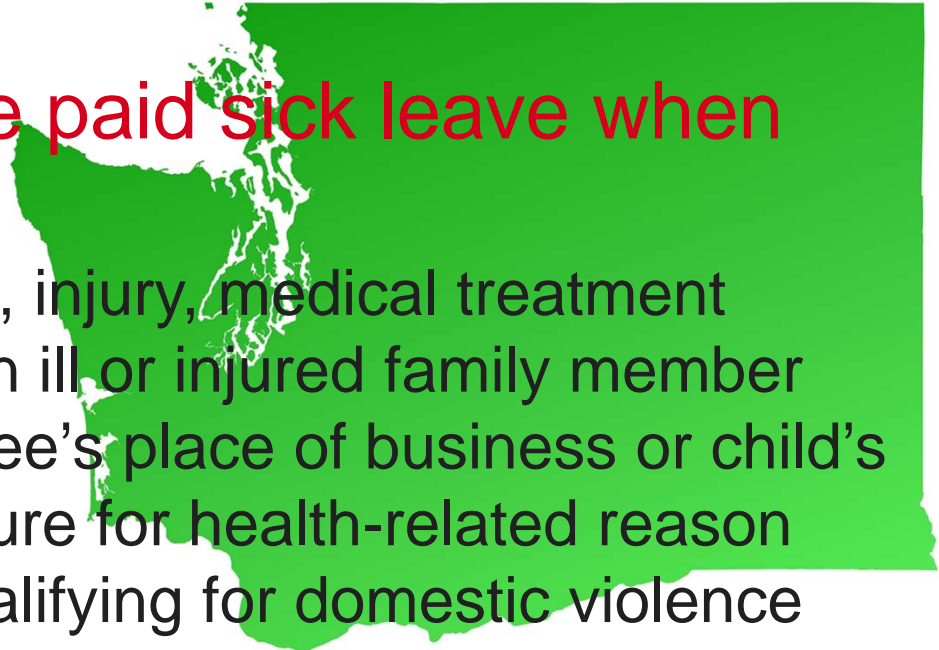 e paid sick leave when
, injury, medical treatment
n ill or injured family member
ee’s place of business or child’s
ure for health-related reason
alifying for domestic violence